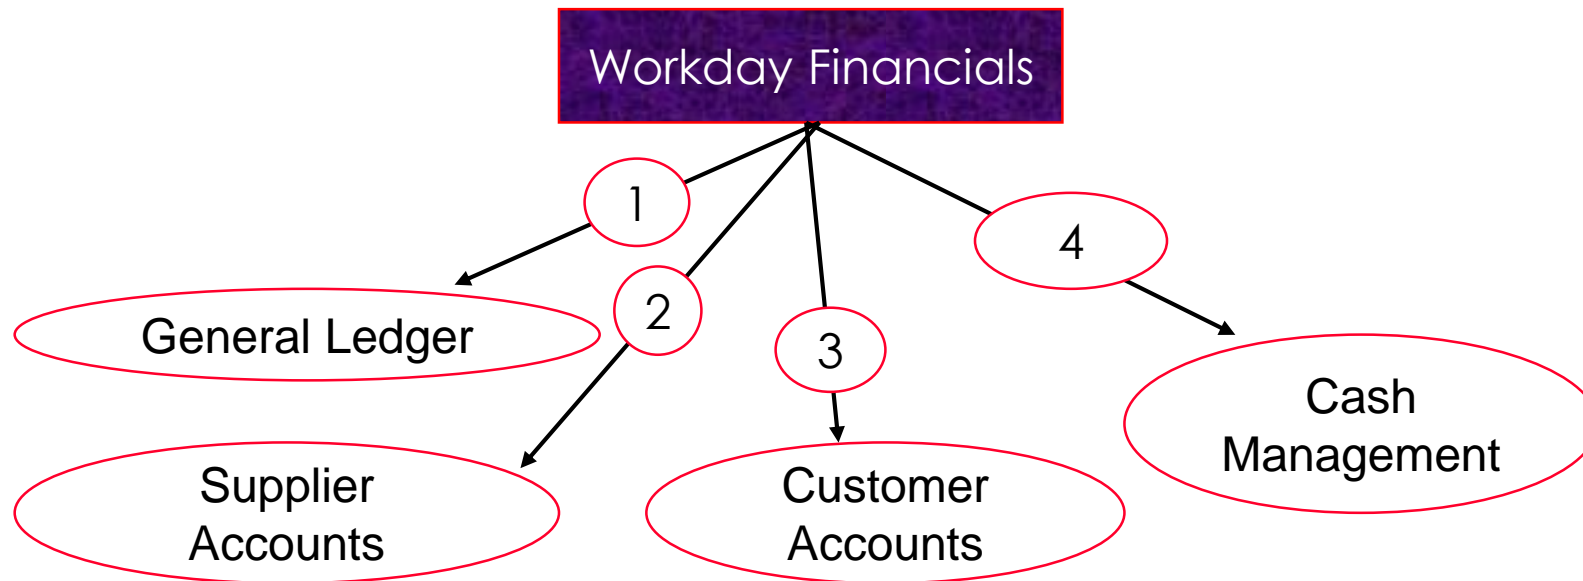 Workday Financials
1
2
3
4
General Ledger
Supplier
Accounts
Customer
Accounts
Cash
Management